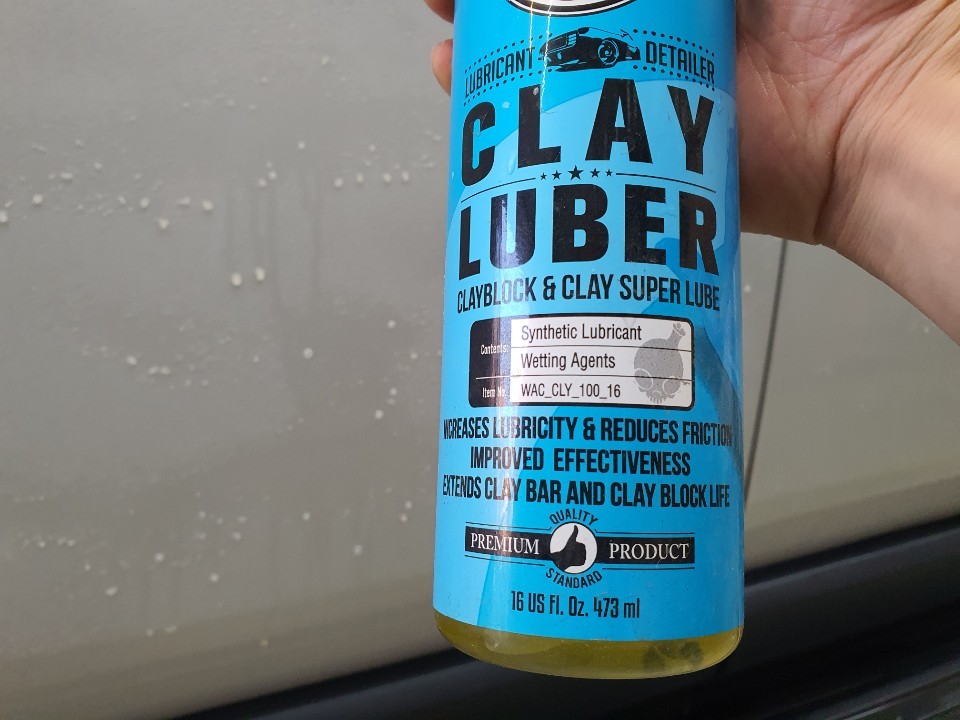 LUBRICANT DETAILER
CLAY
LUBER
CLAYBLOCK & CLAY SUPER LUBE
Contents: Synthetic Lubricant
Wetting Agents
Item No. WAC_CLY_100_16
INCREASES LUBRICITY & REDUCES FRICTION
IMPROVED EFFECTIVENESS
EXTENDS CLAY BAR AND CLAY BLOCK LIFE
QUALITY
PREMIUM PRODUCT
STANDARD
16 US Fl. Oz. 473 ml